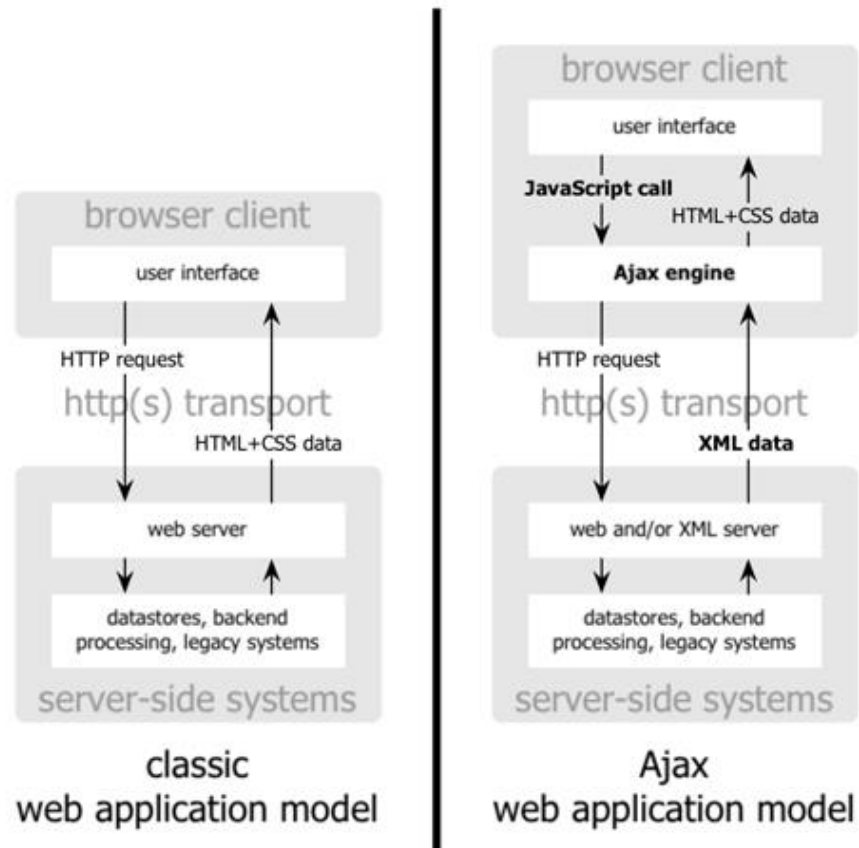 browser client
user interface
HTTP request
http(s) transport
HTML+CSS data
web server
datastores, backend
processing, legacy systems
server-side systems
classic
web application model
browser client
user interface
JavaScript call
HTML+CSS data
Ajax engine
HTTP request
http(s) transport
XML data
web and/or XML server
datastores, backend
processing, legacy systems
server-side systems
Ajax
web application model